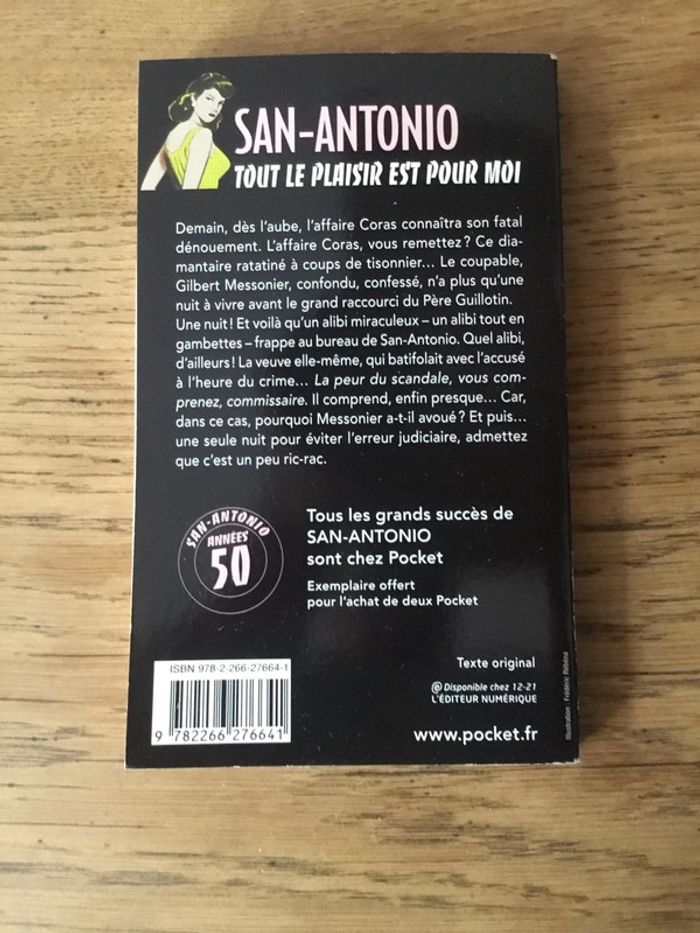 SAN-ANTONIO
TOUT LE PLAISIR EST POUR MOI
Demain, dès l'aube, l'affaire Coras connaîtra son fatal
dénouement. L'affaire Coras, vous remettez ? Ce dia-
mantaire ratatiné à coups de tisonnier... Le coupable,
Gilbert Messonier, confondu, confessé, n'a plus qu'une
nuit à vivre avant le grand raccourci du Père Guillotin.
Une nuit ! Et voilà qu'un alibi miraculeux – un alibi tout en
gambettes – frappe au bureau de San-Antonio. Quel alibi,
d'ailleurs ! La veuve elle-même, qui batifolait avec l'accusé
à l'heure du crime... La peur du scandale, vous com-
prenez, commissaire. Il comprend, enfin presque... Car,
dans ce cas, pourquoi Messonier a-t-il avoué ? Et puis...
une seule nuit pour éviter l'erreur judiciaire, admettez
que c'est un peu ric-rac.
SAN-ANTONIO
ANNÉES
50
Tous les grands succès de
SAN-ANTONIO
sont chez Pocket
Exemplaire offert
pour l'achat de deux Pocket
ISBN 978-2-266-27664-1
9 782266 276641
Texte original
@ Disponible chez 12-21
L'ÉDITEUR NUMÉRIQUE
www.pocket.fr
Illustration : Frédéric Rébéna